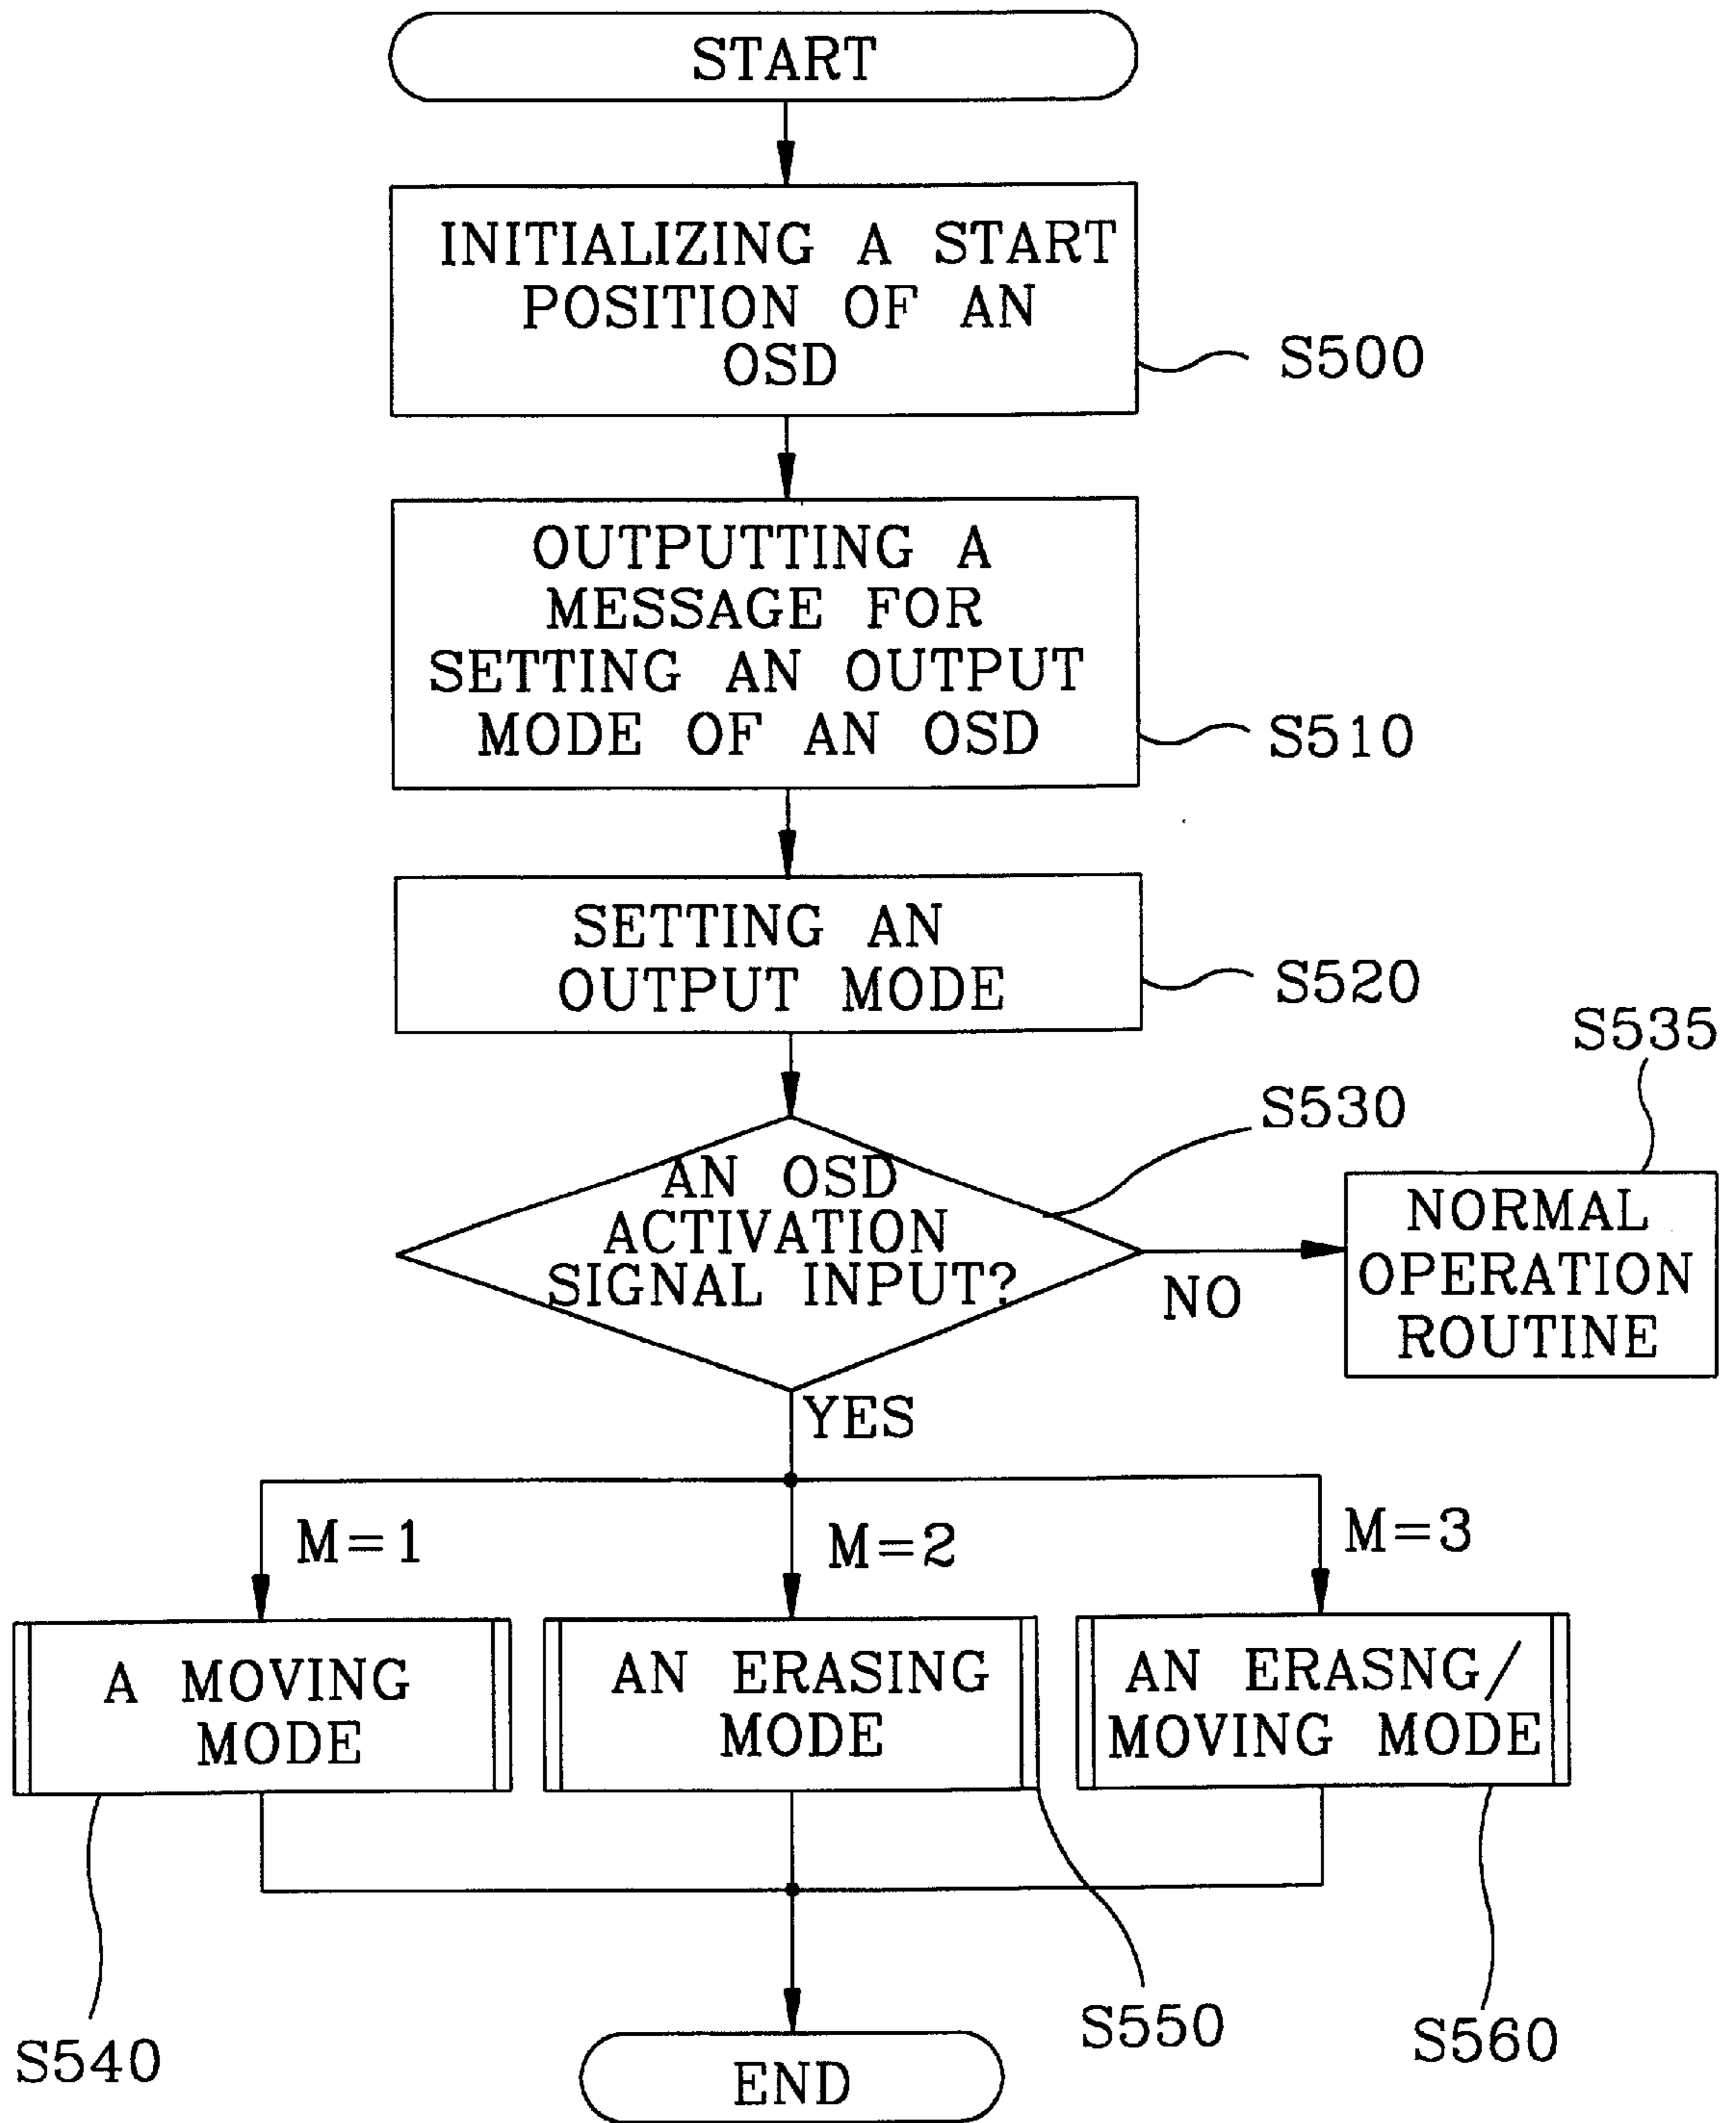 START
INITIALIZING A START
POSITION OF AN
OSD
S500
OUTPUTTING A
MESSAGE FOR
SETTING AN OUTPUT
MODE OF AN OSD
S510
SETTING AN
OUTPUT MODE
S520
S535
S530
AN OSD
ACTIVATION
SIGNAL INPUT?
NO
NORMAL
OPERATION
ROUTINE
YES
M=1
M=2
M=3
A MOVING
MODE
AN ERASING
MODE
AN ERASNG/
MOVING MODE
S540
S550
S560
END